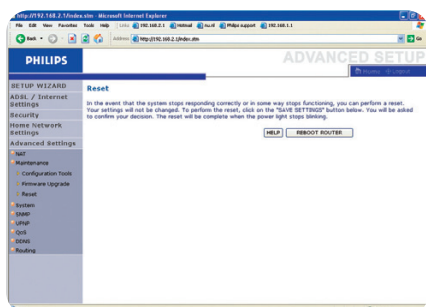 http://192.168.2.1/index.stm - Microsoft Internet Explorer
File Edit View Favorites Tools Help Links 192.168.2.1 Hotmail nu.nl Philips support 192.168.1.1
Back Address http://192.168.2.1/index.stm Go
ADVANCED SETUP
PHILIPS
Home Logout
SETUP WIZARD
ADSL / Internet Settings
Security
Home Network Settings
Advanced Settings
NAT
Maintenance
Configuration Tools
Firmware Upgrade
Reset
System
SNMP
UPNP
QoS
DDNS
Routing
Reset
In the event that the system stops responding correctly or in some way stops functioning, you can perform a reset.
Your settings will not be changed. To perform the reset, click on the "SAVE SETTINGS" button below. You will be asked
to confirm your decision. The reset will be complete when the power light stops blinking.
HELP REBOOT ROUTER